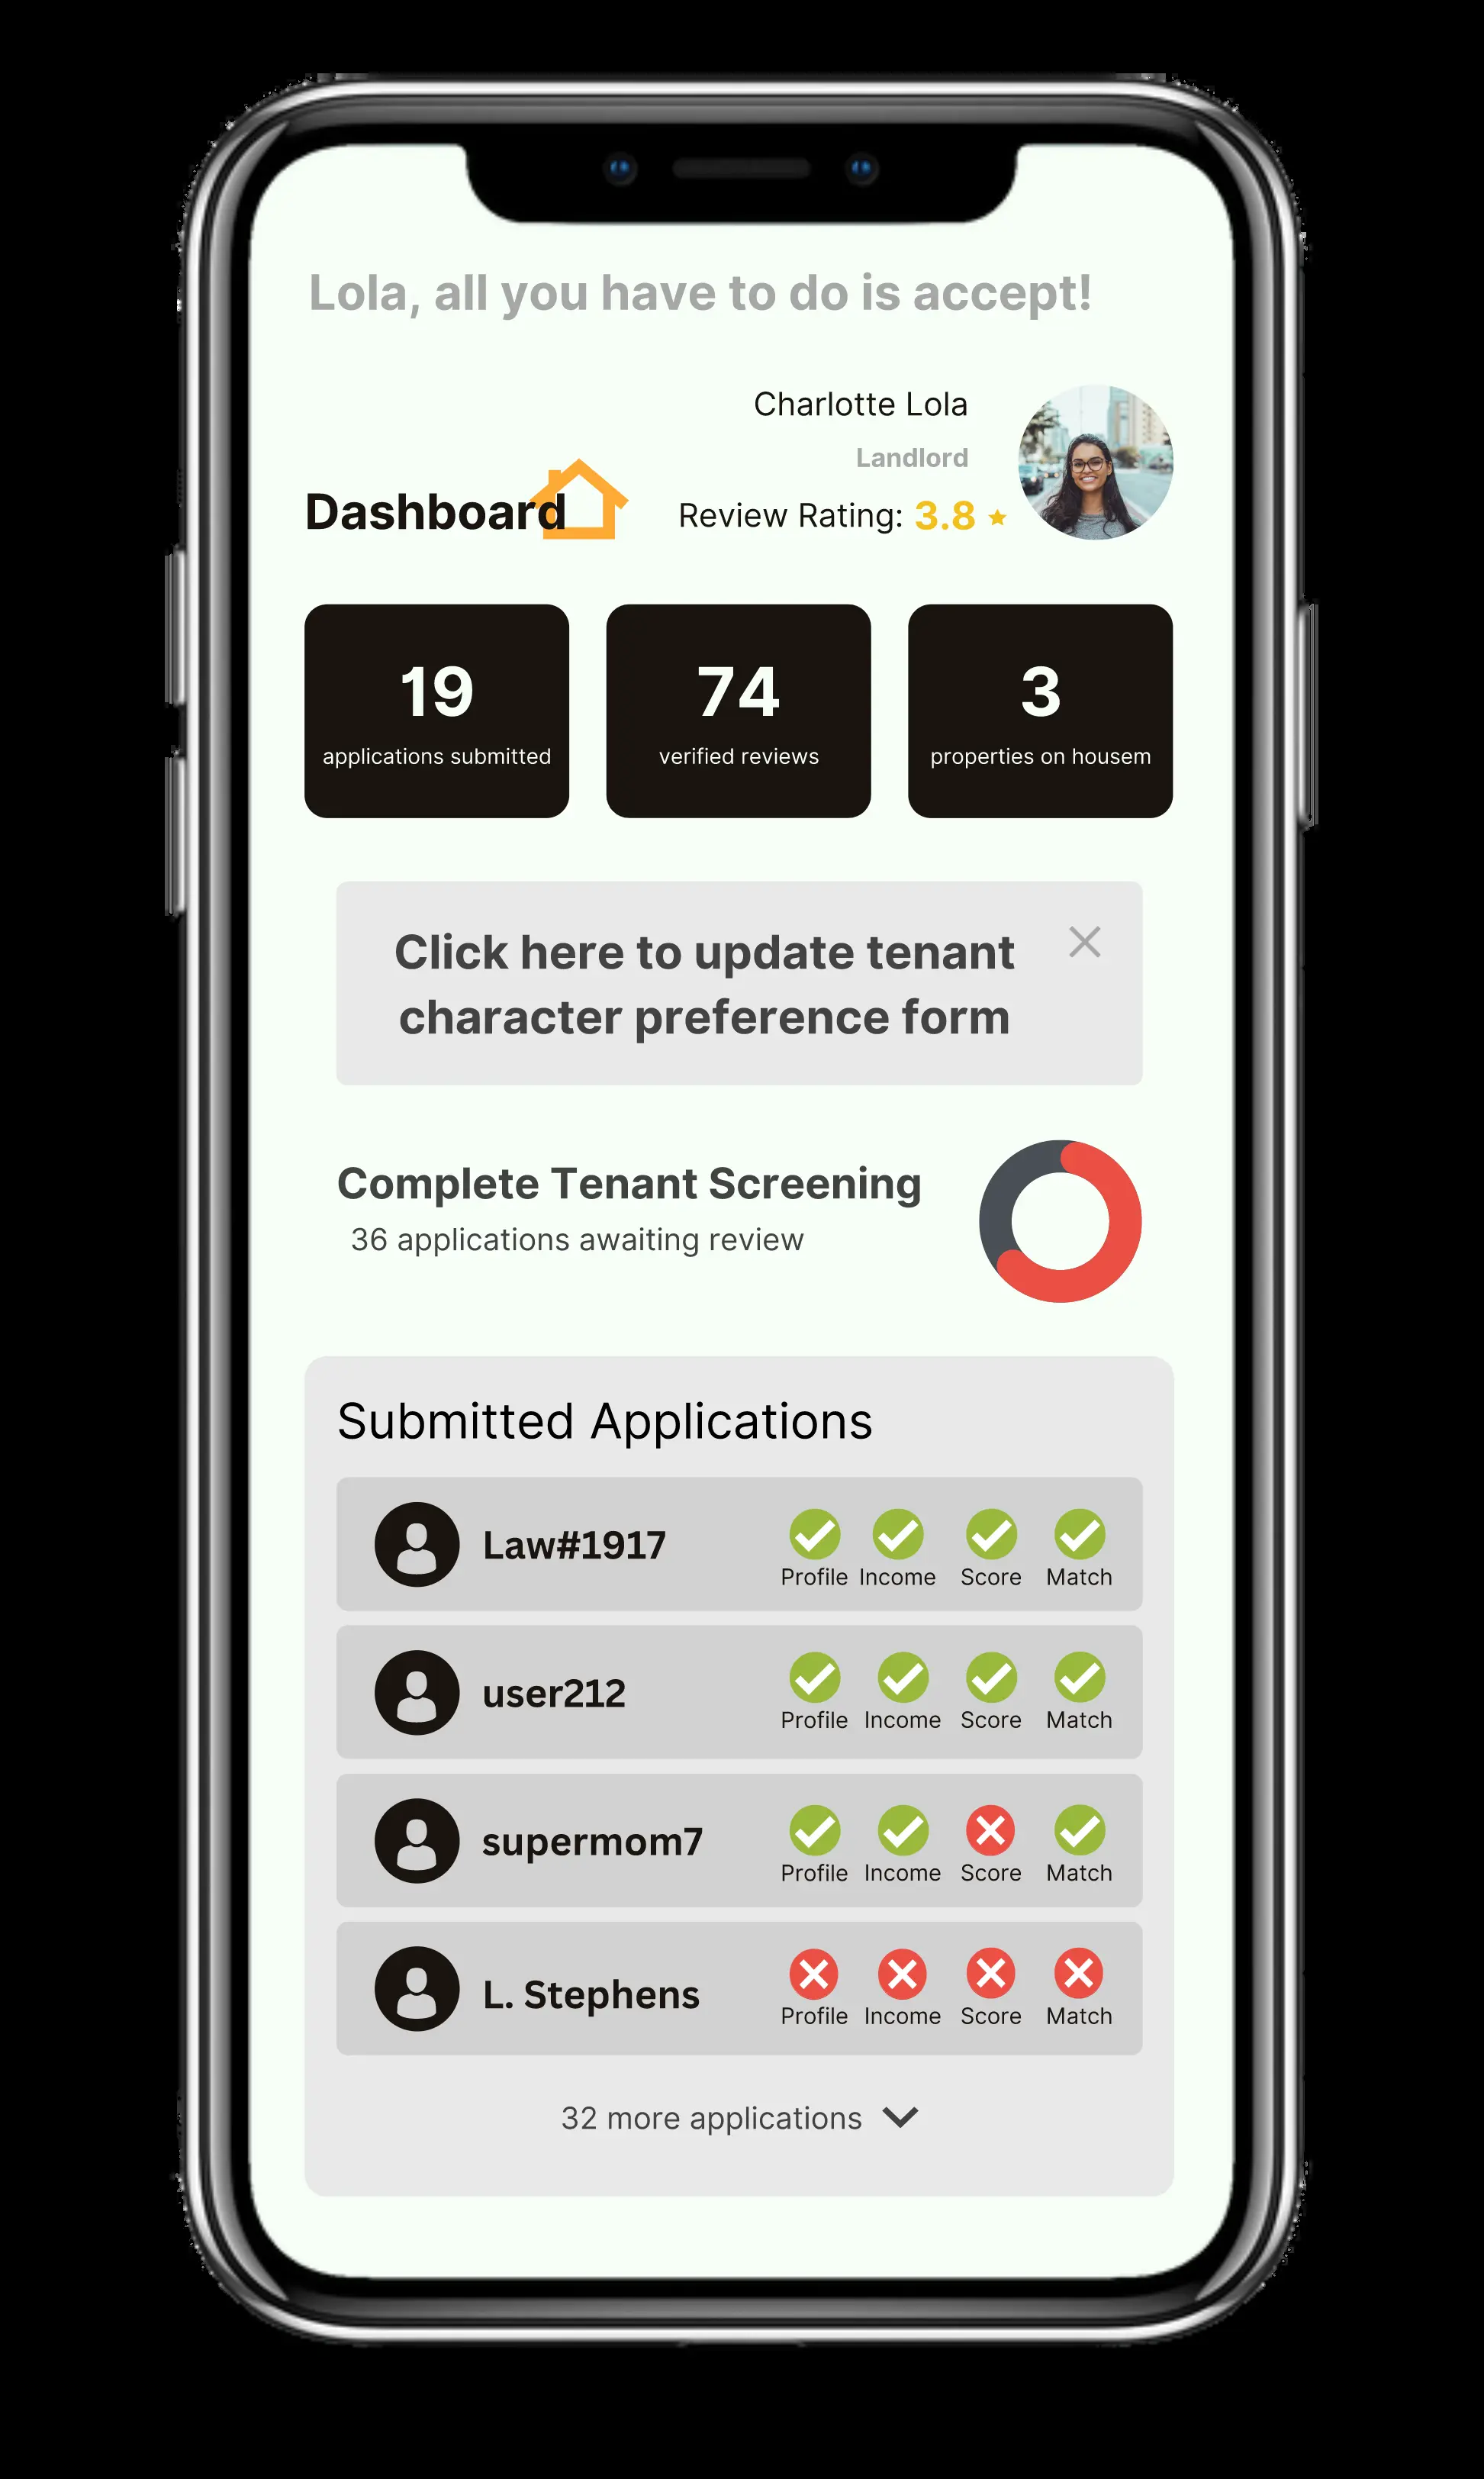 Lola, all you have to do is accept!
Charlotte Lola
Landlord
Dashboard
Review Rating: 3.8
19
applications submitted
74
verified reviews
3
properties on housem
Click here to update tenant
character preference form
Complete Tenant Screening
36 applications awaiting review
Submitted Applications
Law#1917
Profile Income Score Match
user212
Profile Income Score Match
supermom7
Profile Income Score Match
L. Stephens
Profile Income Score Match
32 more applications